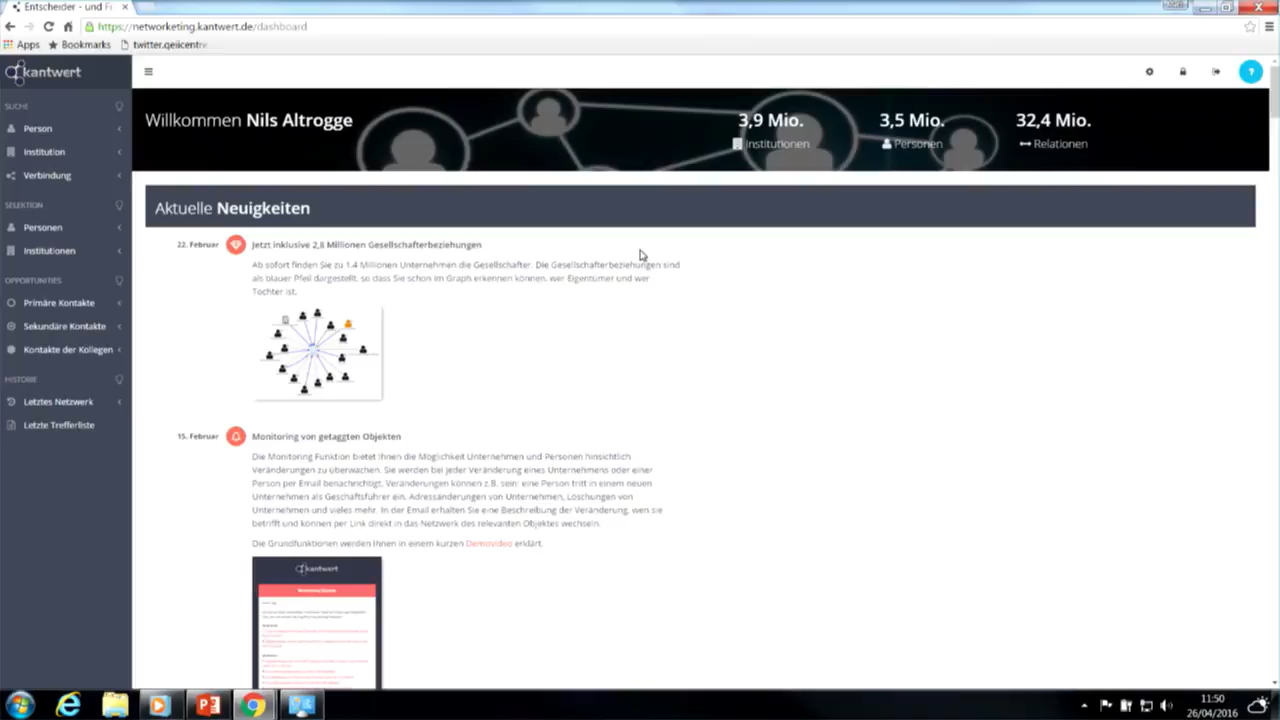 Entscheider - und F
https://networketing.kantwert.de/dashboard
Apps Bookmarks twitter.qeiicentre
kantwert
SUCHE
Person
Institution
Verbindung
SELEKTION
Personen
Institutionen
OPPORTUNITIES
Primäre Kontakte
Sekundäre Kontakte
Kontakte der Kollegen
HISTORIE
Letztes Netzwerk
Letzte Trefferliste
?
Willkommen Nils Altrogge
3,9 Mio.
Institutionen
3,5 Mio.
Personen
32,4 Mio.
Relationen
Aktuelle Neuigkeiten
22. Februar
Jetzt inklusive 2,8 Millionen Gesellschafterbeziehungen
Ab sofort finden Sie zu 1.4 Millionen Unternehmen die Gesellschafter. Die Gesellschafterbeziehungen sind
als blauer Pfeil dargestellt, so dass Sie schon im Graph erkennen können, wer Eigentümer und wer
Tochter ist.
15. Februar
Monitoring von getaggten Objekten
Die Monitoring Funktion bietet Ihnen die Möglichkeit Unternehmen und Personen hinsichtlich
Veränderungen zu überwachen. Sie werden bei jeder Veränderung eines Unternehmens oder einer
Person per Email benachrichtigt. Veränderungen können z.B. sein: eine Person tritt in einem neuen
Unternehmen als Geschäftsführer ein, Adressänderungen von Unternehmen, Löschungen von
Unternehmen und vieles mehr. In der Email erhalten Sie eine Beschreibung der Veränderung, wen sie
betrifft und können per Link direkt in das Netzwerk des relevanten Objektes wechseln.
Die Grundfunktionen werden Ihnen in einem kurzen Demovideo erklärt.
kantwert
11:50
26/04/2016